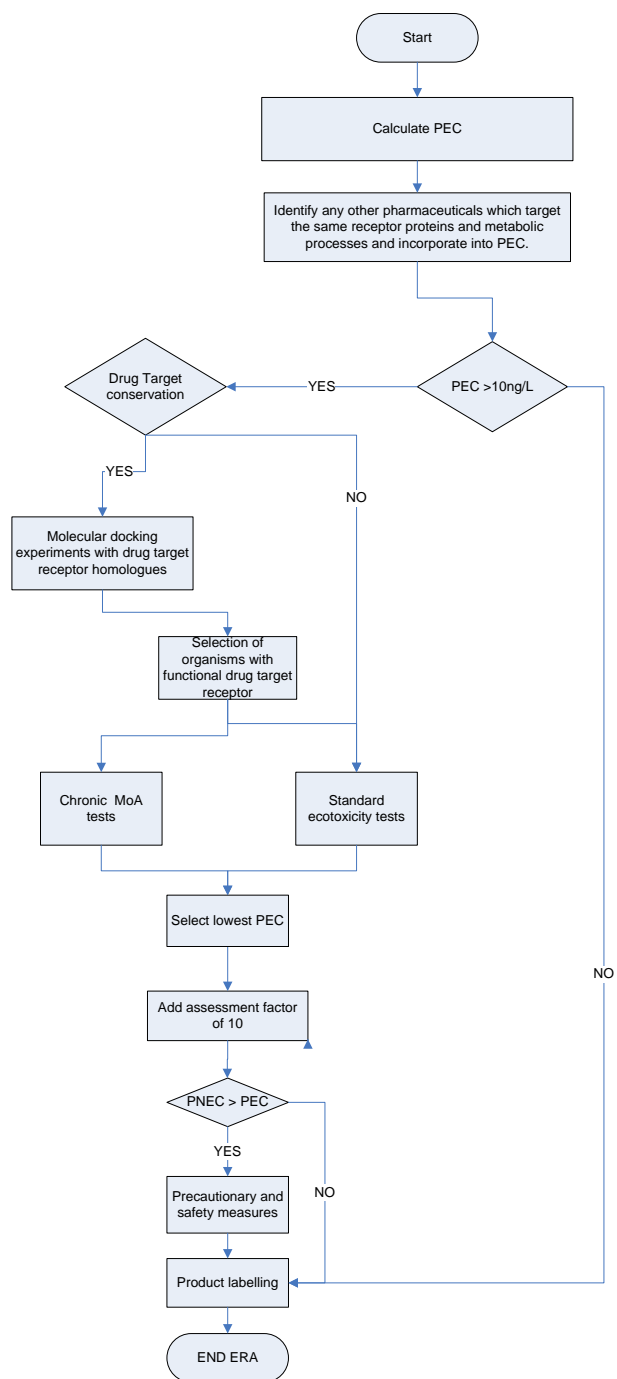 Start
Calculate PEC
Identify any other pharmaceuticals which target
the same receptor proteins and metabolic
processes and incorporate into PEC.
Drug Target
conservation
YES
PEC >10ng/L
YES
NO
Molecular docking
experiments with drug target
receptor homologues
Selection of
organisms with
functional drug target
receptor
Chronic MoA
tests
Standard
ecotoxicity tests
Select lowest PEC
NO
Add assessment factor
of 10
PNEC > PEC
YES
NO
Precautionary and
safety measures
Product labelling
END ERA